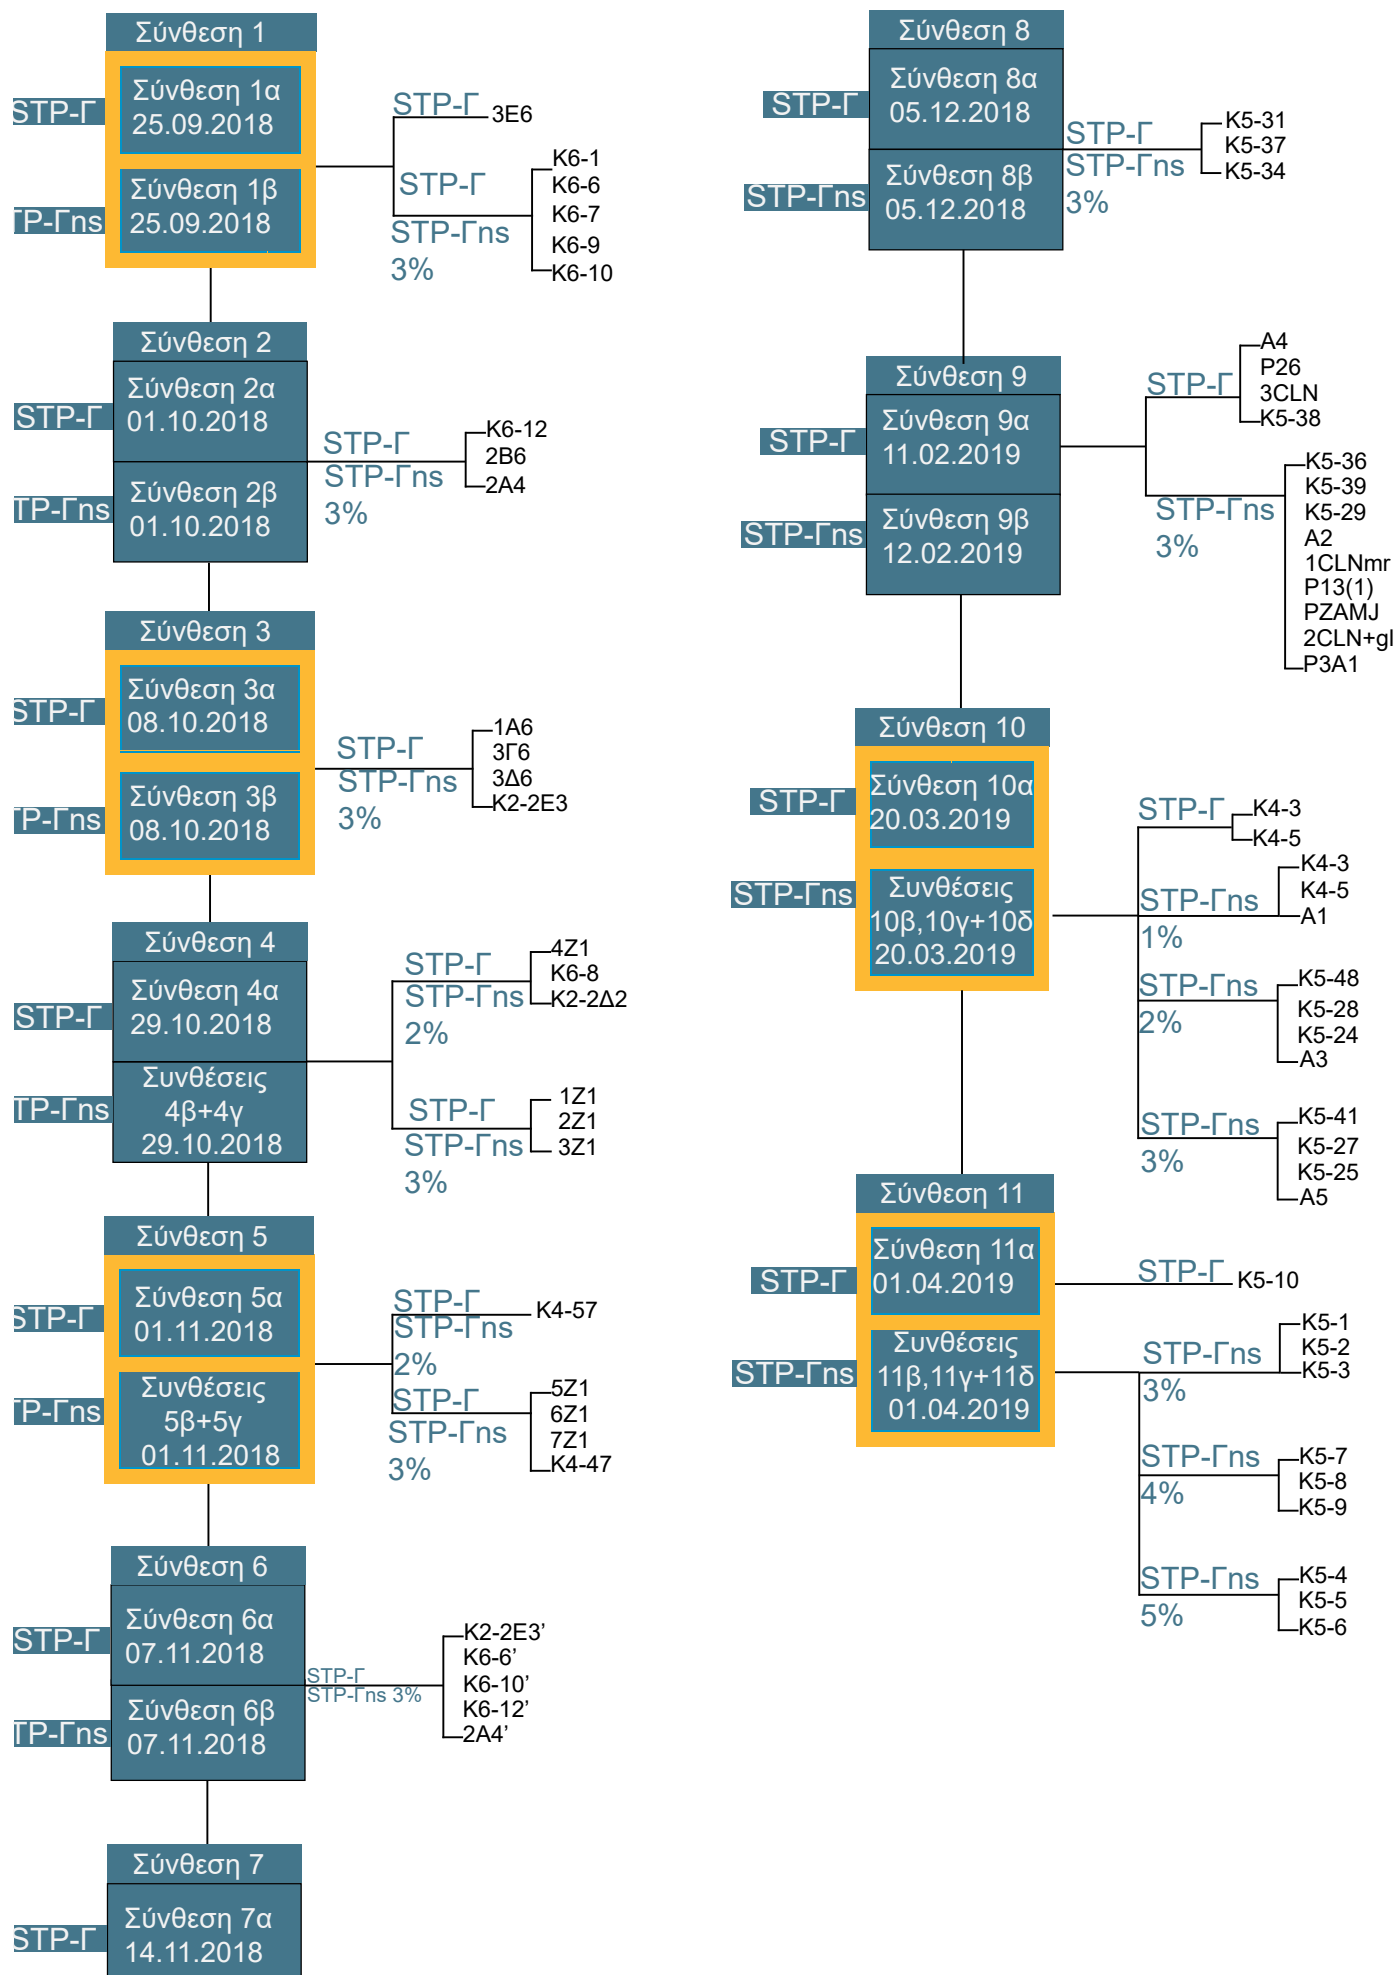 Σύνθεση 1
STP-Γ
Σύνθεση 1α
25.09.2018
TP-Γns
Σύνθεση 1β
25.09.2018
STP-Γ
3E6
STP-Γ
STP-Γns
3%
K6-1
K6-6
K6-7
K6-9
K6-10
Σύνθεση 2
STP-Γ
Σύνθεση 2α
01.10.2018
TP-Γns
Σύνθεση 2β
01.10.2018
STP-Γ
STP-Γns
3%
K6-12
2B6
2A4
Σύνθεση 3
STP-Γ
Σύνθεση 3α
08.10.2018
TP-Γns
Σύνθεση 3β
08.10.2018
STP-Γ
STP-Γns
3%
1A6
3Γ6
3Δ6
K2-2E3
Σύνθεση 4
STP-Γ
Σύνθεση 4α
29.10.2018
TP-Γns
Συνθέσεις
4β+4γ
29.10.2018
STP-Γ
STP-Γns
2%
4Z1
K6-8
K2-2Δ2
STP-Γ
STP-Γns
3%
1Z1
2Z1
3Z1
Σύνθεση 5
STP-Γ
Σύνθεση 5α
01.11.2018
TP-Γns
Συνθέσεις
5β+5γ
01.11.2018
STP-Γ
STP-Γns
2%
K4-57
STP-Γ
STP-Γns
3%
5Z1
6Z1
7Z1
K4-47
Σύνθεση 6
STP-Γ
Σύνθεση 6α
07.11.2018
TP-Γns
Σύνθεση 6β
07.11.2018
STP-Γ
STP-Γns 3%
K2-2E3’
K6-6’
K6-10’
K6-12’
2A4’
Σύνθεση 7
STP-Γ
Σύνθεση 7α
14.11.2018
Σύνθεση 8
STP-Γ
Σύνθεση 8α
05.12.2018
STP-Γns
Σύνθεση 8β
05.12.2018
STP-Γ
STP-Γns
3%
K5-31
K5-37
K5-34
Σύνθεση 9
STP-Γ
Σύνθεση 9α
11.02.2019
STP-Γns
Σύνθεση 9β
12.02.2019
STP-Γ
A4
P26
3CLN
K5-38
STP-Γns
3%
K5-36
K5-39
K5-29
A2
1CLNmr
P13(1)
PZAMJ
2CLN+gl
P3A1
Σύνθεση 10
STP-Γ
Σύνθεση 10α
20.03.2019
STP-Γns
Συνθέσεις
10β,10γ+10δ
20.03.2019
STP-Γ
K4-3
K4-5
STP-Γns
1%
K4-3
K4-5
A1
STP-Γns
2%
K5-48
K5-28
K5-24
A3
STP-Γns
3%
K5-41
K5-27
K5-25
A5
Σύνθεση 11
STP-Γ
Σύνθεση 11α
01.04.2019
STP-Γns
Συνθέσεις
11β,11γ+11δ
01.04.2019
STP-Γ
K5-10
STP-Γns
3%
K5-1
K5-2
K5-3
STP-Γns
4%
K5-7
K5-8
K5-9
STP-Γns
5%
K5-4
K5-5
K5-6